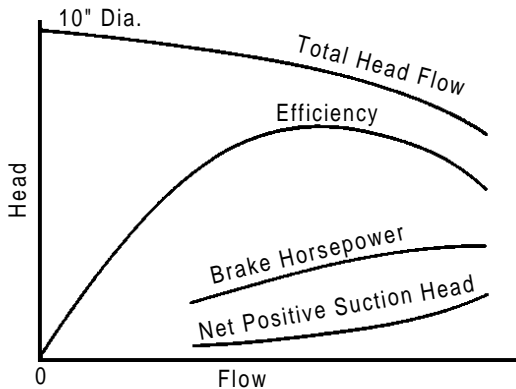 10" Dia.
Total Head Flow
Efficiency
Head
Brake Horsepower
Net Positive Suction Head
0
Flow